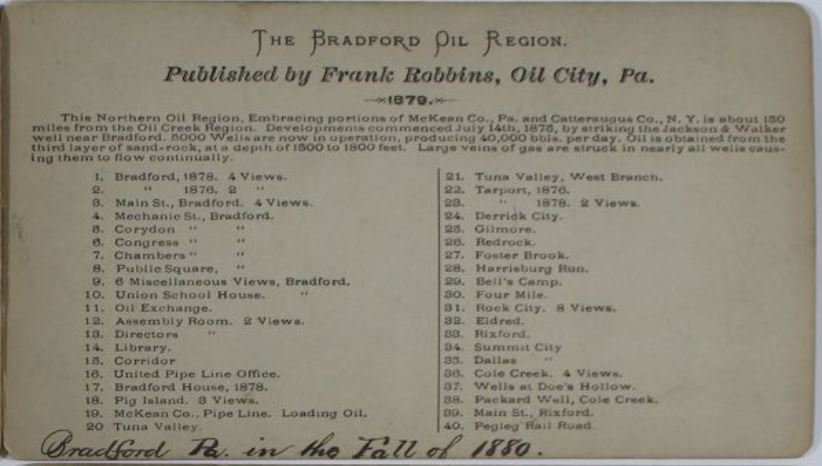 THE BRADFORD OIL REGION.
Published by Frank Robbins, Oil City, Pa.
1879.
This Northern Oil Region, Embracing portions of McKean Co., Pa. and Catteraugus Co., N. Y. is about 150
miles from the Oil Creek Region. Developments commenced July 14th, 1875, by striking the Jackson & Walker
well near Bradford. 5000 Wells are now in operation, producing 40,000 bbls. per day. Oil is obtained from the
third layer of sand-rock, at a depth of 1500 to 1800 feet. Large veins of gas are struck in nearly all wells caus-
ing them to flow continually.
1. Bradford, 1878. 4 Views.
2. " 1876. 2 "
3. Main St., Bradford. 4 Views.
4. Mechanic St., Bradford.
5. Corydon " "
6. Congress " "
7. Chambers " "
8. Public Square, "
9. 6 Miscellaneous Views, Bradford.
10. Union School House. "
11. Oil Exchange.
12. Assembly Room. 2 Views.
13. Directors "
14. Library.
15. Corridor
16. United Pipe Line Office.
17. Bradford House, 1878.
18. Pig Island. 3 Views.
19. McKean Co., Pipe Line. Loading Oil.
20 Tuna Valley.
21. Tuna Valley, West Branch.
22. Tarport, 1876.
23. " 1878. 2 Views.
24. Derrick City.
25. Gilmore.
26. Redrock.
27. Foster Brook.
28. Harrisburg Run.
29. Bell's Camp.
30. Four Mile.
31. Rock City. 8 Views.
32. Eldred.
33. Rixford.
34. Summit City
35. Dallas "
36. Cole Creek. 4 Views.
37. Wells at Doe's Hollow.
38. Packard Well, Cole Creek.
39. Main St., Rixford.
40. Pegleg Rail Road.
Bradford Pa. in the Fall of 1880.